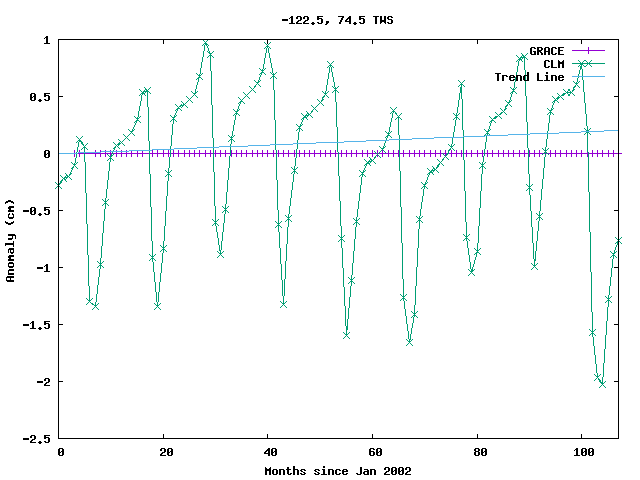 -122.5, 74.5 TWS
GRACE
CLM
Trend Line
1
0.5
0
-0.5
-1
-1.5
-2
-2.5
Anomaly (cm)
0 20 40 60 80 100
Months since Jan 2002